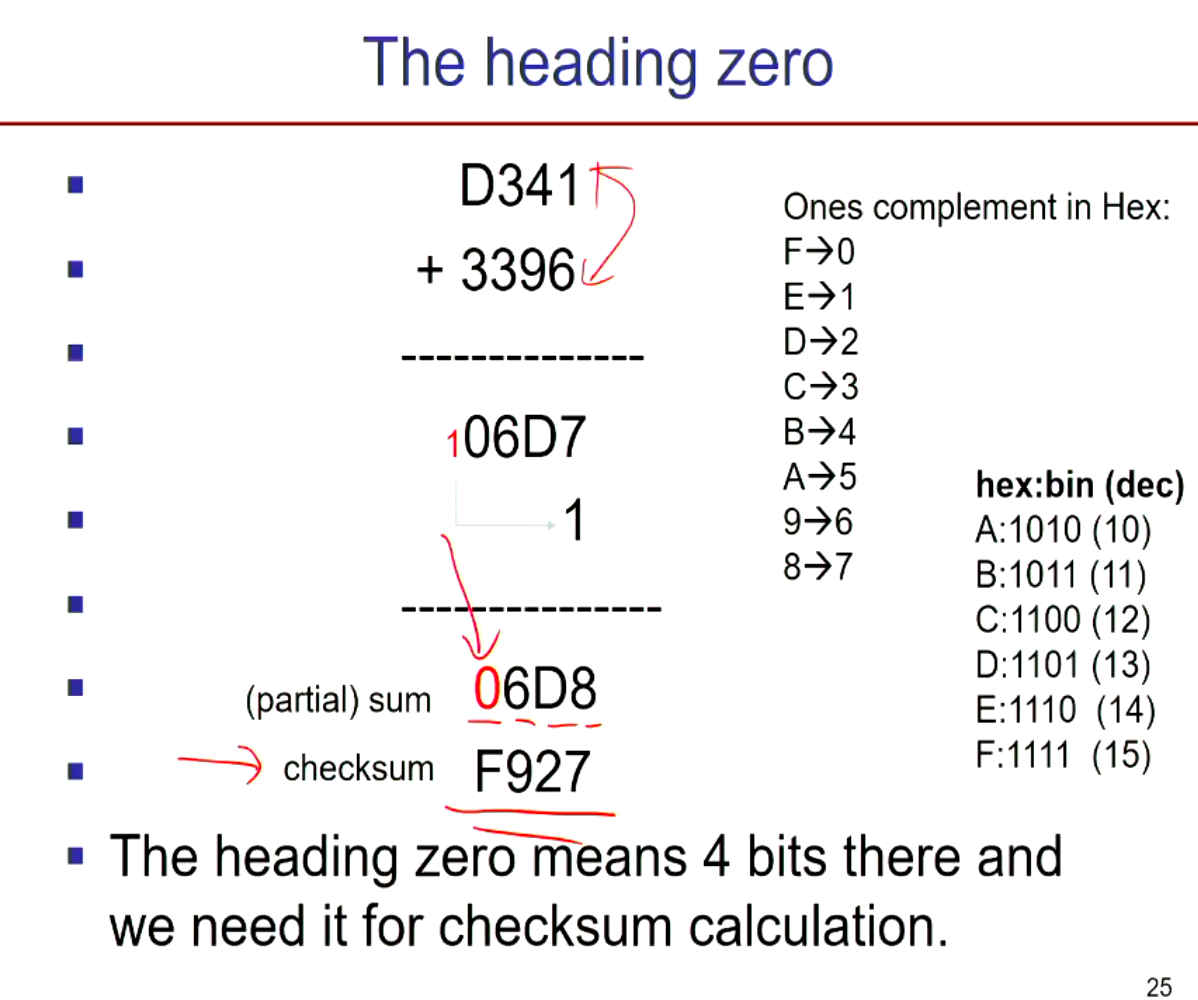 The heading zero
D341
+ 3396
--------------
106D7
1
---------------
(partial) sum 06D8
checksum F927
The heading zero means 4 bits there and
we need it for checksum calculation.
Ones complement in Hex:
F→0
E→1
D→2
C→3
B→4
A→5
9→6
8→7
hex:bin (dec)
A:1010 (10)
B:1011 (11)
C:1100 (12)
D:1101 (13)
E:1110 (14)
F:1111 (15)
25